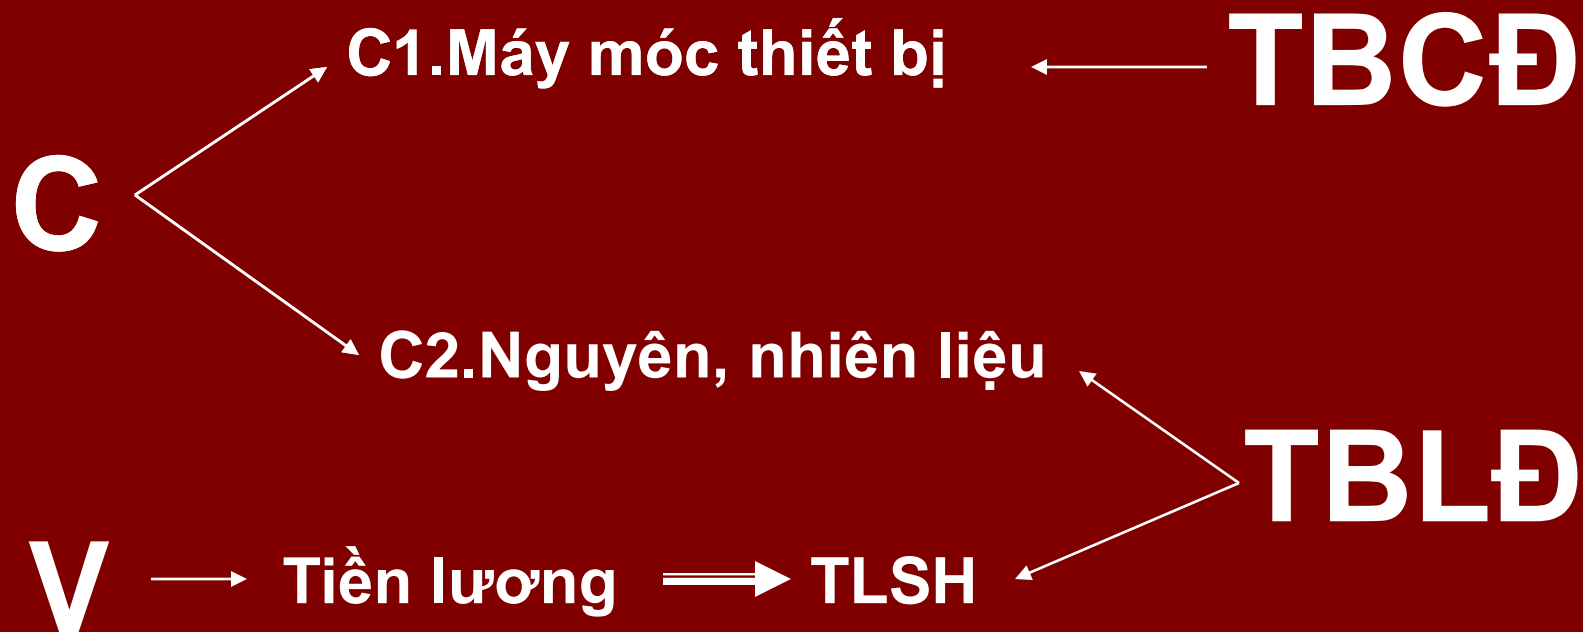 C1.Máy móc thiết bị
TBCĐ
C
C2.Nguyên, nhiên liệu
TBLĐ
V
Tiền lương
TLSH